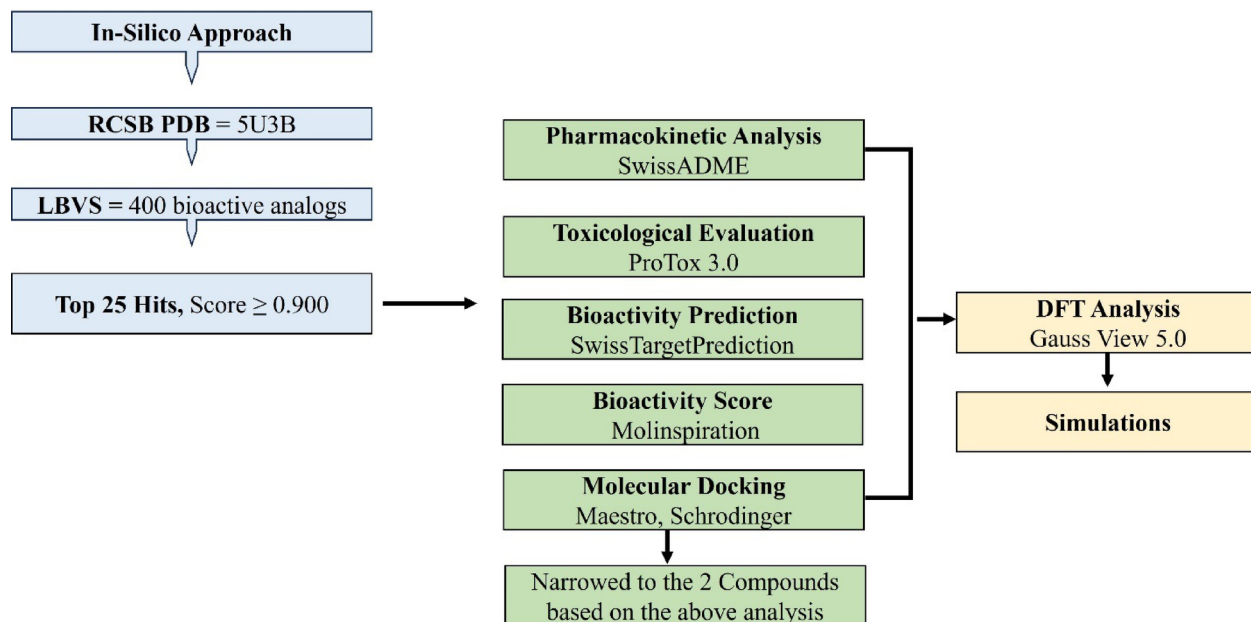 In-Silico Approach
RCSB PDB = 5U3B
LBVS = 400 bioactive analogs
Top 25 Hits, Score ≥ 0.900
Pharmacokinetic Analysis
SwissADME
Toxicological Evaluation
ProTox 3.0
Bioactivity Prediction
SwissTargetPrediction
Bioactivity Score
Molinspiration
Molecular Docking
Maestro, Schrodinger
Narrowed to the 2 Compounds
based on the above analysis
DFT Analysis
Gauss View 5.0
Simulations